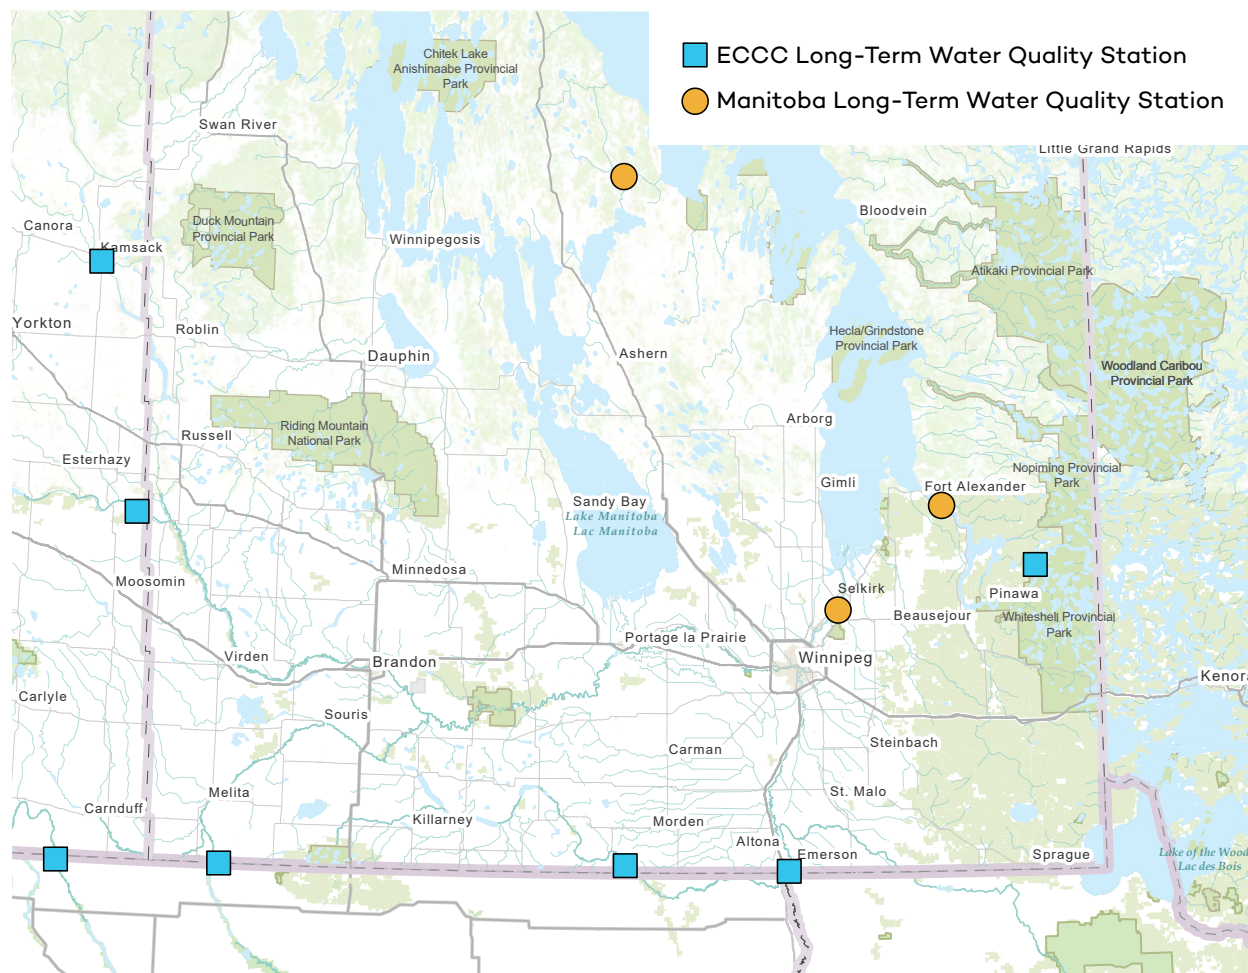 ECCC Long-Term Water Quality Station
Manitoba Long-Term Water Quality Station
Chitek Lake
Anishinaabe Provincial
Park
Swan River
Little Grand Rapids
Duck Mountain
Provincial Park
Canora
Kamsack
Winnipegosis
Bloodvein
Atikaki Provincial Park
Yorkton
Roblin
Dauphin
Ashern
Hecla/Grindstone
Provincial Park
Woodland Caribou
Provincial Park
Riding Mountain
National Park
Russell
Arborg
Esterhazy
Nopiming Provincial
Park
Gimli
Fort Alexander
Sandy Bay
Lake Manitoba /
Lac Manitoba
Moosomin
Minnedosa
Selkirk
Pinawa
Beausejour
Whiteshell Provincial
Park
Portage la Prairie
Virden
Brandon
Winnipeg
Kenora
Carlyle
Souris
Carman
Steinbach
Melita
St. Malo
Carnduff
Killarney
Morden
Altona
Emerson
Sprague
Lake of the Wood
Lac des Bois